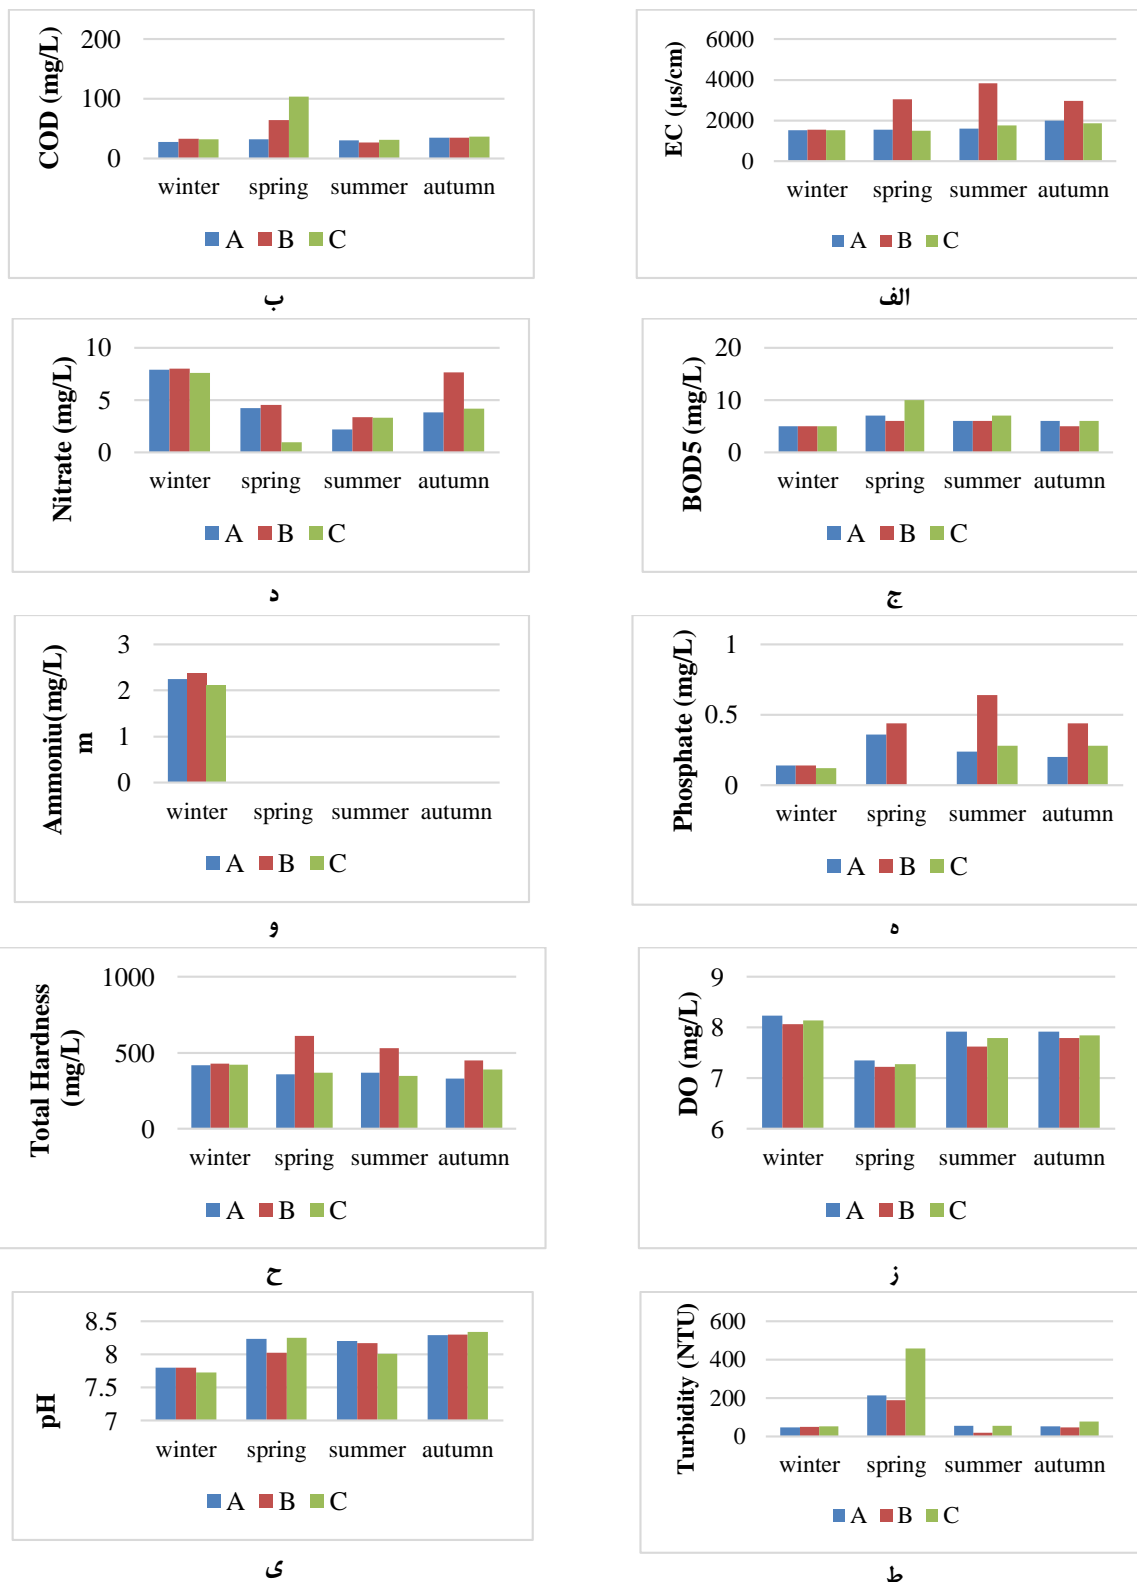 COD (mg/L)
200
100
0
winter spring summer autumn
A B C
ب
EC (µs/cm)
6000
4000
2000
0
winter spring summer autumn
A B C
الف
Nitrate (mg/L)
10
5
0
winter spring summer autumn
A B C
د
BOD5 (mg/L)
20
10
0
winter spring summer autumn
A B C
ج
Ammoniu(mg/L)
m
3
2
1
0
winter spring summer autumn
A B C
و
Phosphate (mg/L)
1
0.5
0
winter spring summer autumn
A B C
ه
Total Hardness
(mg/L)
1000
500
0
winter spring summer autumn
A B C
ح
DO (mg/L)
9
8
7
6
winter spring summer autumn
A B C
ز
pH
8.5
8
7.5
7
winter spring summer autumn
A B C
ی
Turbidity (NTU)
600
400
200
0
winter spring summer autumn
A B C
ط